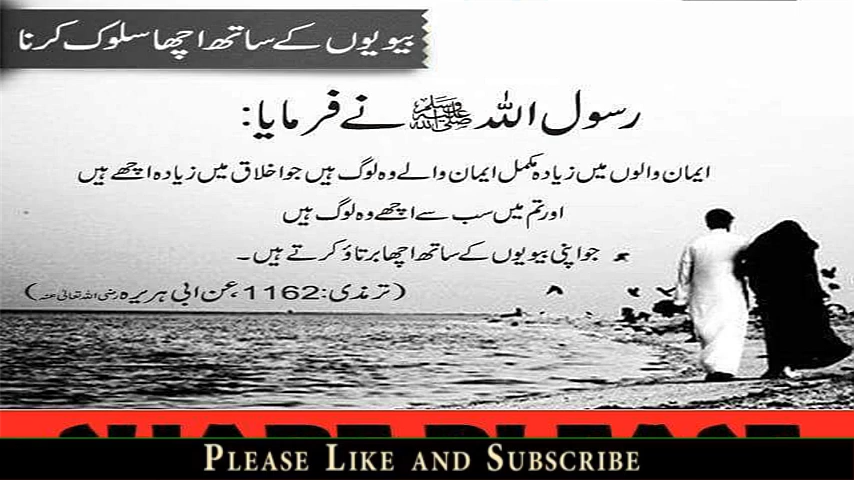 بیویوں کے ساتھ اچھا سلوک کرنا
رسول اللہ ﷺ نے فرمایا:
ایمان والوں میں زیادہ مکمل ایمان والے وہ لوگ ہیں جو اخلاق میں زیادہ اچھے ہیں
اور تم میں سب سے اچھے وہ لوگ ہیں
جو اپنی بیویوں کے ساتھ اچھا برتاؤ کرتے ہیں۔
(ترمذی: 1162، عن ابی ہریرہ رضی اللہ تعالیٰ عنہ)
SHARE PLEASE
PLEASE LIKE AND SUBSCRIBE